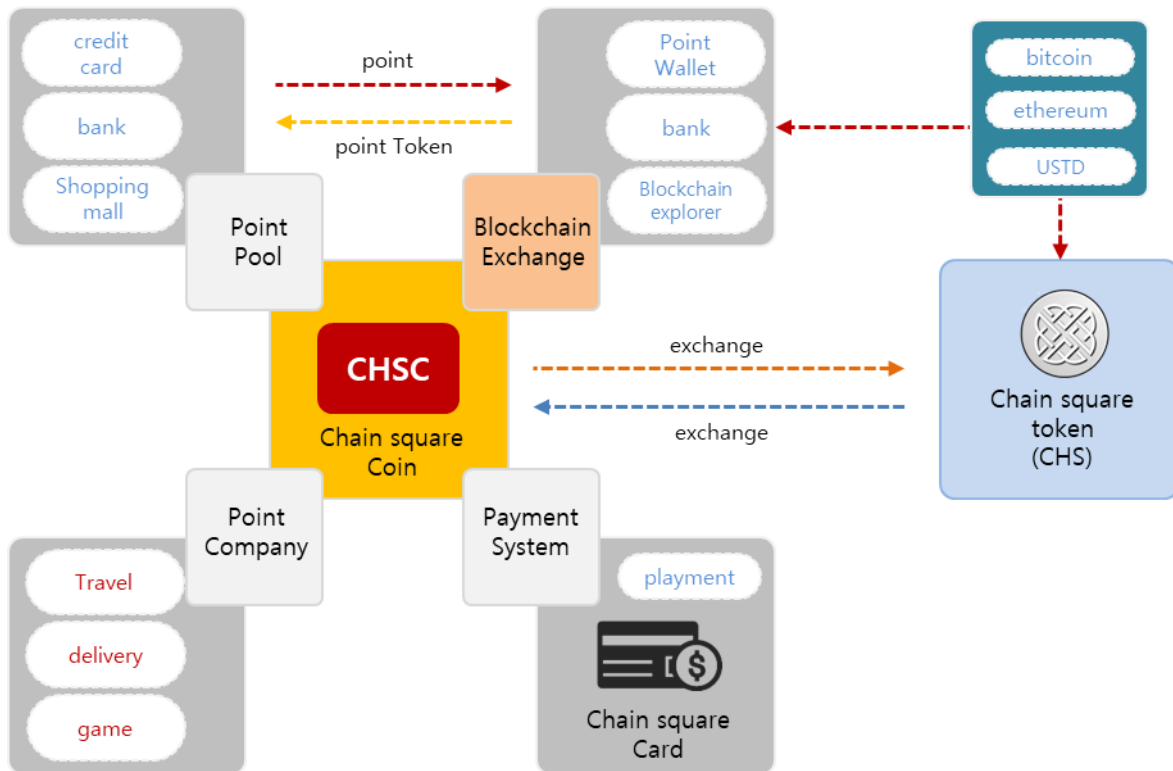 credit
card
bank
Shopping
mall
Point
Pool
point
point Token
Point
Wallet
bank
Blockchain
explorer
Blockchain
Exchange
bitcoin
ethereum
USTD
CHSC
Chain square
Coin
exchange
exchange
Chain square
token
(CHS)
Point
Company
Travel
delivery
game
Payment
System
playment
$
Chain square
Card